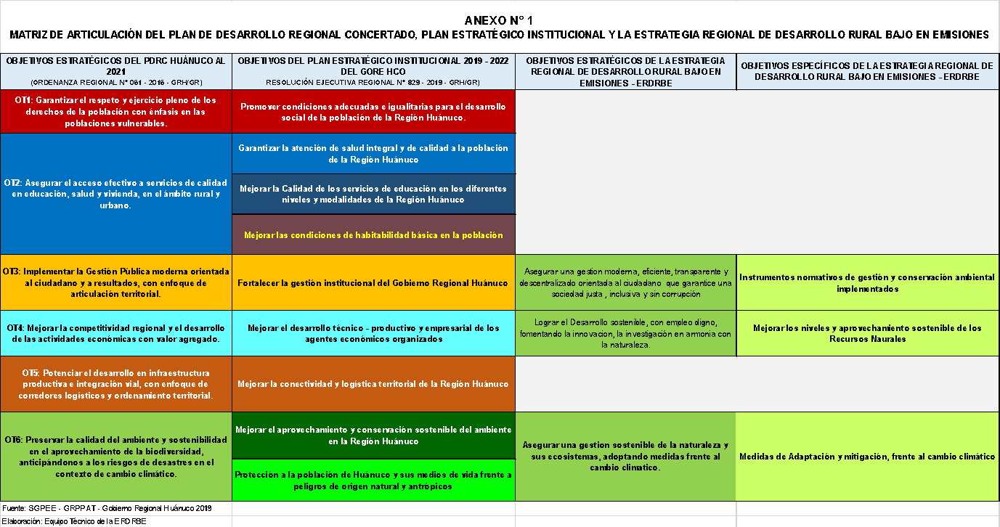 ANEXO N° 1
MATRIZ DE ARTICULACIÓN DEL PLAN DE DESARROLLO REGIONAL CONCERTADO, PLAN ESTRATÉGICO INSTITUCIONAL Y LA ESTRATEGIA REGIONAL DE DESARROLLO RURAL BAJO EN EMISIONES
OBJETIVOS ESTRATÉGICOS DEL PDRC HUÁNUCO AL
2021
(ORDENANZA REGIONAL N° 061 - 2016 - GRH/GR)
OBJETIVOS DEL PLAN ESTRATÉGICO INSTITUCIONAL 2019 - 2022
DEL GORE HCO
RESOLUCIÓN EJECUTIVA REGIONAL N° 829 - 2019 - GRH/GR)
OBJETIVOS ESTRATÉGICOS DE LA ESTRATEGIA
REGIONAL DE DESARROLLO RURAL BAJO EN
EMISIONES - ERDRBE
OBJETIVOS ESPECÍFICOS DE LA ESTRATEGIA REGIONAL DE
DESARROLLO RURAL BAJO EN EMISIONES - ERDRBE
OT1: Garantizar el respeto y ejercicio pleno de los
derechos de la población con énfasis en las
poblaciones vulnerables.
Promover condiciones adecuadas e igualitarias para el desarrollo
social de la población de la Región Huánuco.
OT2: Asegurar el acceso efectivo a servicios de calidad
en educación, salud y vivienda, en el ámbito rural y
urbano.
Garantizar la atención de salud integral y de calidad a la población
de la Región Huánuco
Mejorar la Calidad de los servicios de educación en los diferentes
niveles y modalidades de la Región Huánuco
Mejorar las condiciones de habitabilidad básica en la población
OT3: Implementar la Gestión Pública moderna orientada
al ciudadano y a resultados, con enfoque de
articulación territorial.
Fortalecer la gestión institucional del Gobierno Regional Huánuco
Asegurar una gestion moderna, eficiente, transparente y
descentralizado orientada al ciudadano que garantice una
sociedad justa , inclusiva y sin corrupción
Instrumentos normativos de gestión y conservación ambiental
implementados
OT4: Mejorar la competitividad regional y el desarrollo
de las actividades económicas con valor agregado.
Mejorar el desarrollo técnico - productivo y empresarial de los
agentes económicos organizados
Lograr el Desarrollo sostenible, con empleo digno,
fomentando la innovacion, la investigación en armonia con
la naturaleza.
Mejorar los niveles y aprovechamiento sostenible de los
Recursos Naurales
OT5: Potenciar el desarrollo en infraestructura
productiva e integración vial, con enfoque de
corredores logísticos y ordenamiento territorial.
Mejorar la conectividad y logística territorial de la Región Huánuco
OT6: Preservar la calidad del ambiente y sostenibilidad
en el aprovechamiento de la biodiversidad,
anticipándonos a los riesgos de desastres en el
contexto de cambio climático.
Mejorar el aprovechamiento y conservación sostenible del ambiente
en la Región Huánuco
Protección a la población de Huánuco y sus medios de vida frente a
peligros de origen natural y antrópicos
Asegurar una gestion sostenible de la naturaleza y
sus ecosistemas, adoptando medidas frente al
cambio climatico.
Medidas de Adaptación y mitigación, frente al cambio climático
Fuente: SGPEE - GRPPAT - Gobierno Regional Huánuco 2019
Elaboración: Equipo Técnico de la ERDRBE